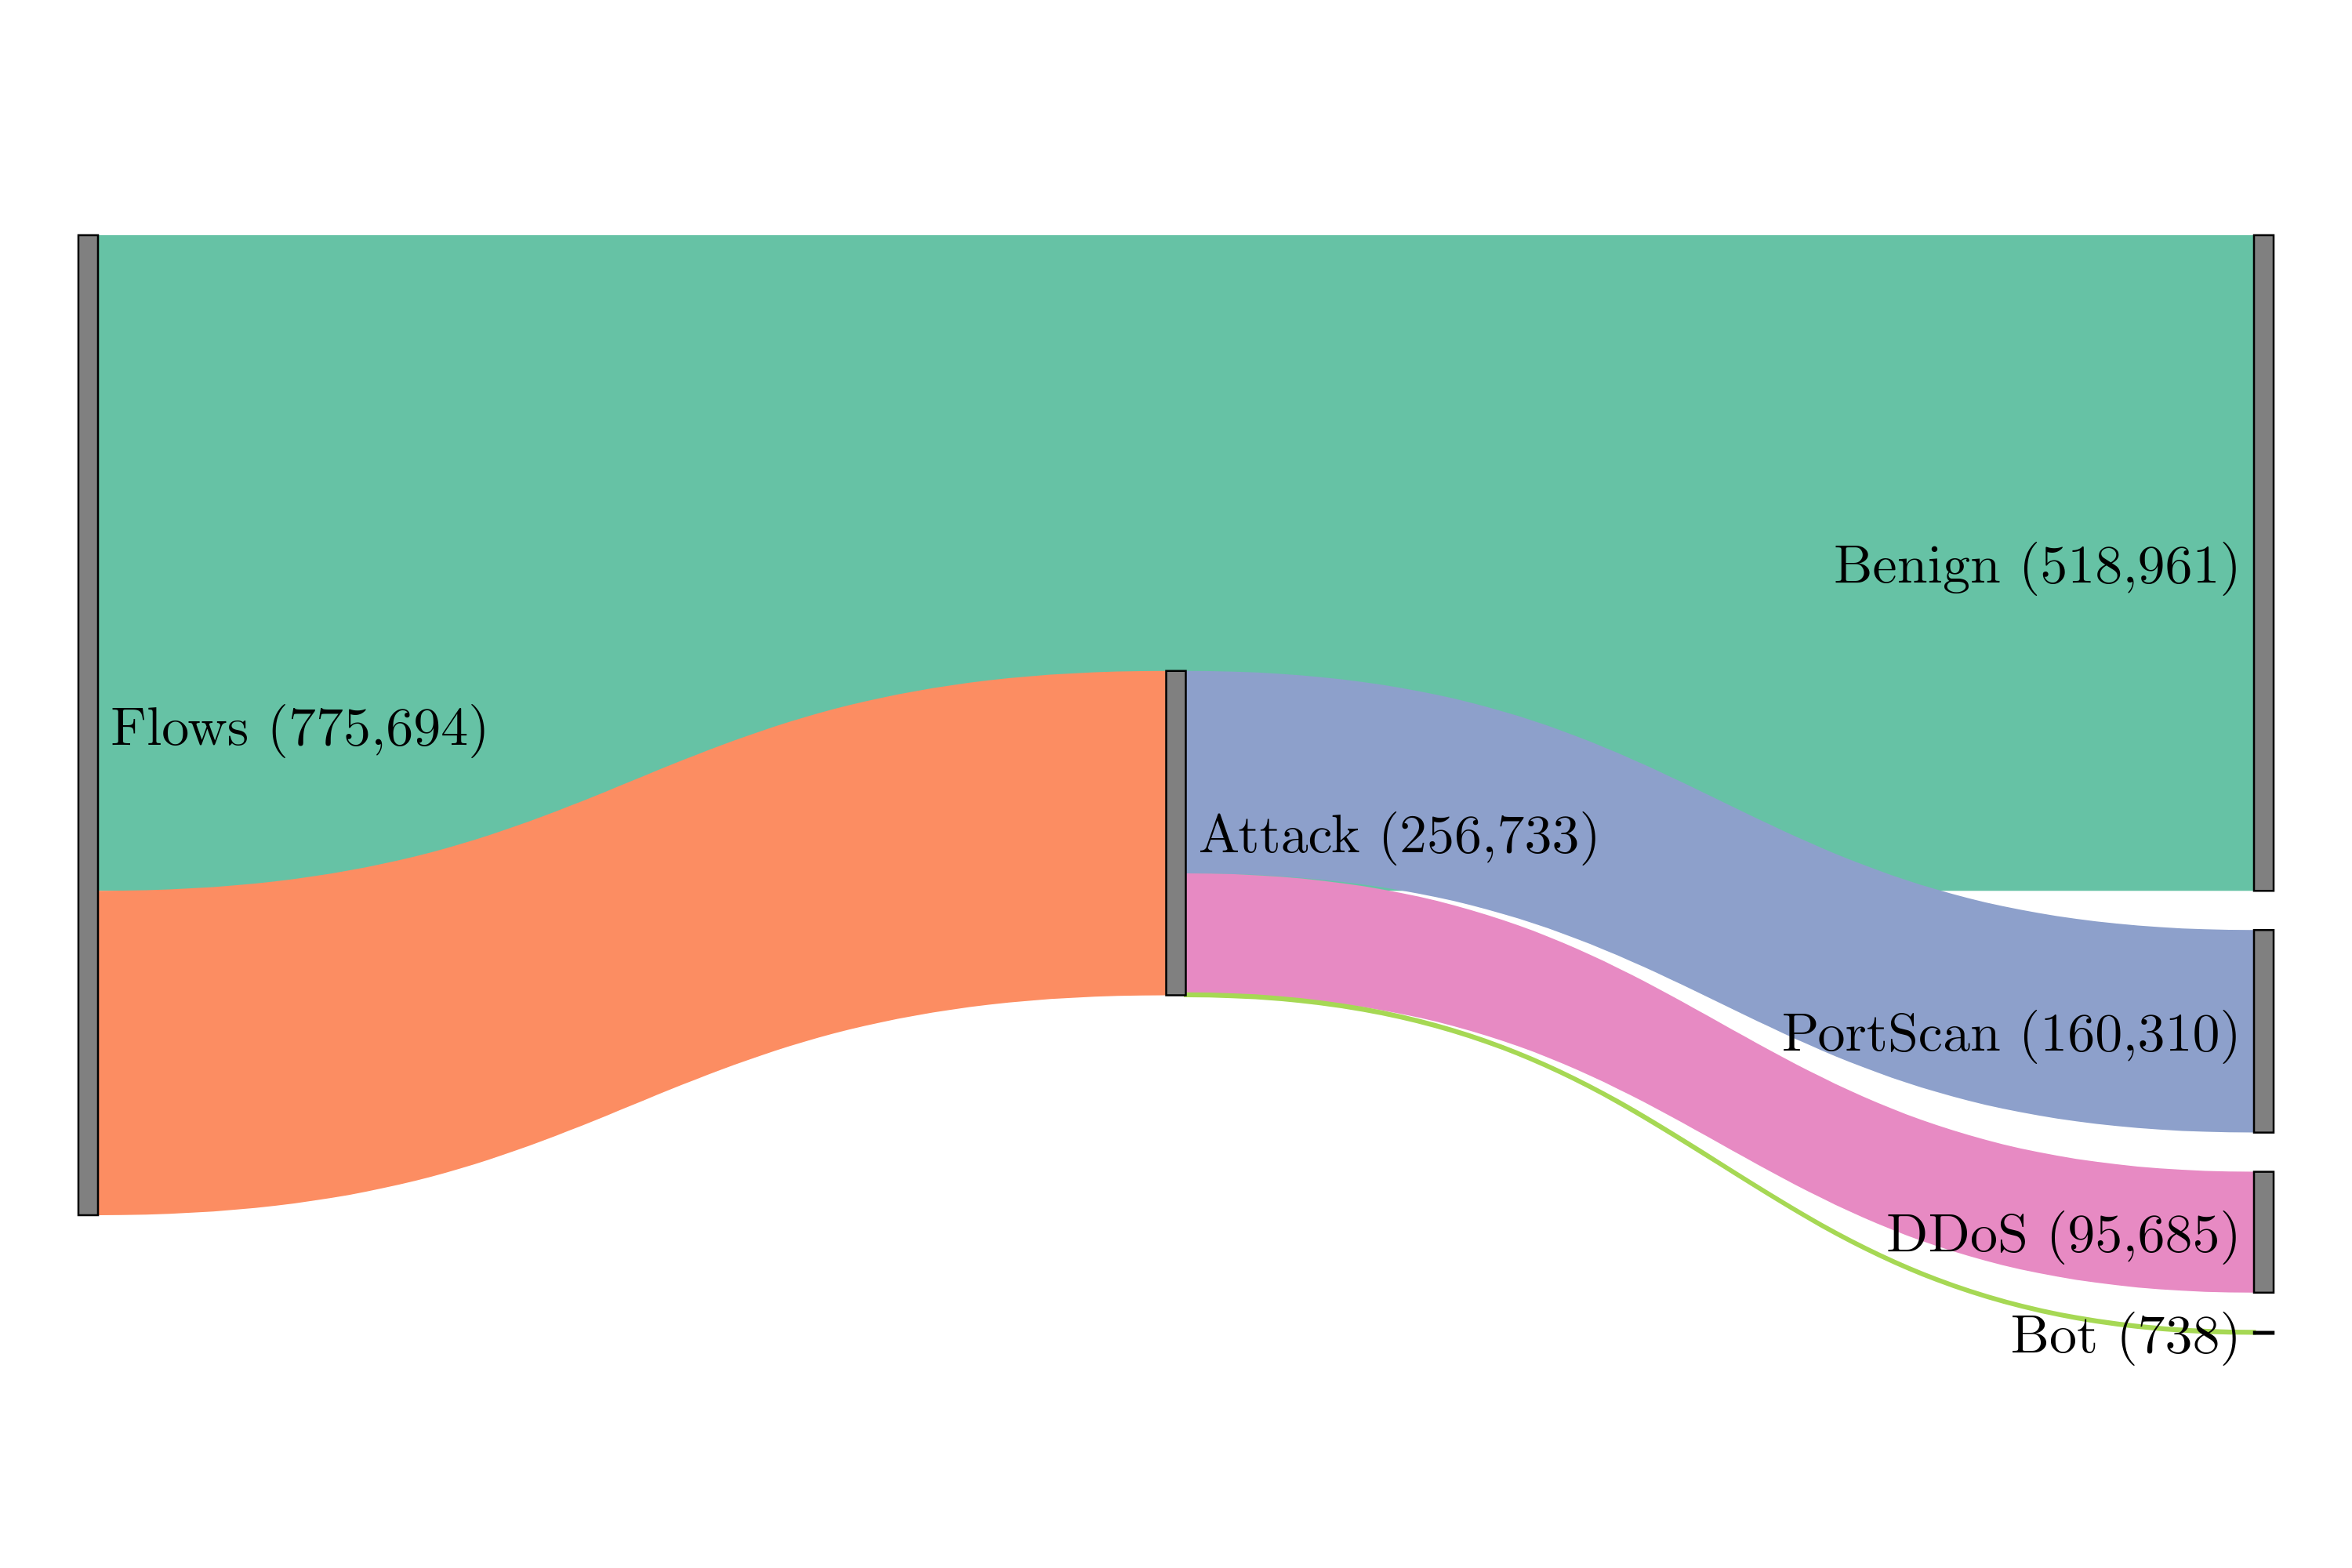 Flows (775,694)
Attack (256,733)
Benign (518,961)
PortScan (160,310)
DDoS (95,685)
Bot (738)